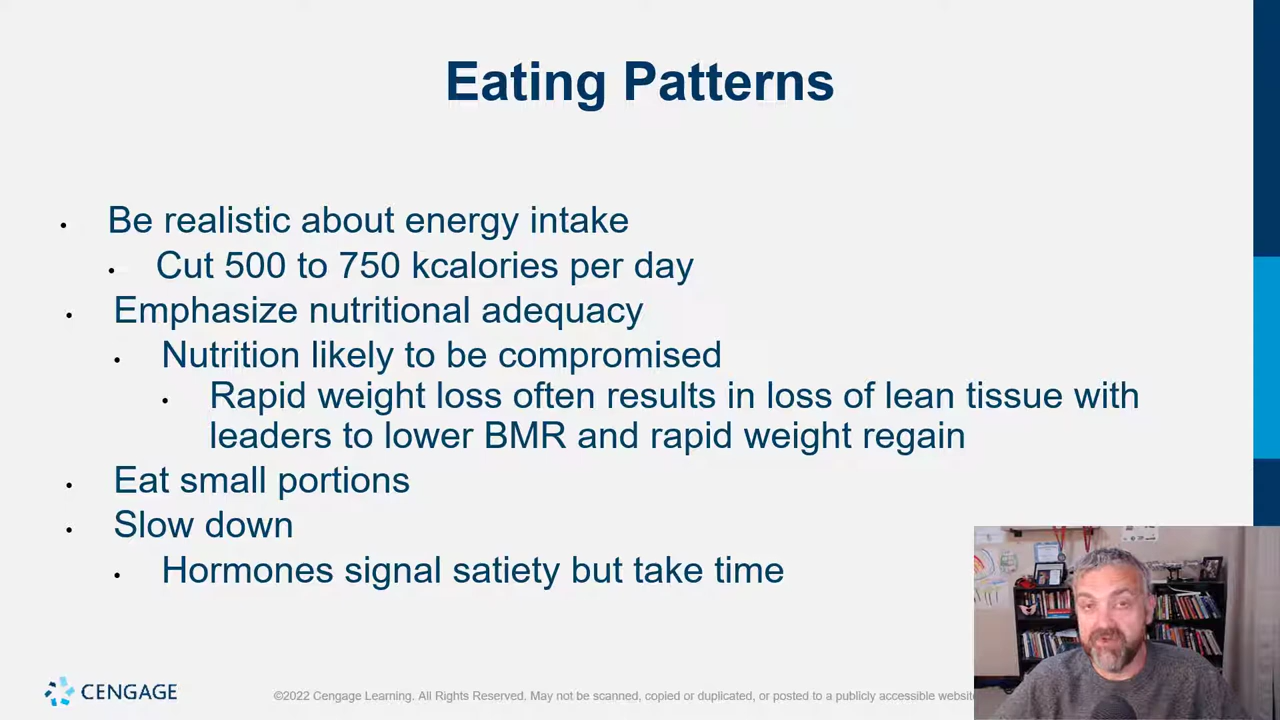 Eating Patterns
• Be realistic about energy intake
• Cut 500 to 750 kcalories per day
• Emphasize nutritional adequacy
• Nutrition likely to be compromised
• Rapid weight loss often results in loss of lean tissue with
leaders to lower BMR and rapid weight regain
• Eat small portions
• Slow down
• Hormones signal satiety but take time
CENGAGE
©2022 Cengage Learning. All Rights Reserved. May not be scanned, copied or duplicated, or posted to a publicly accessible website